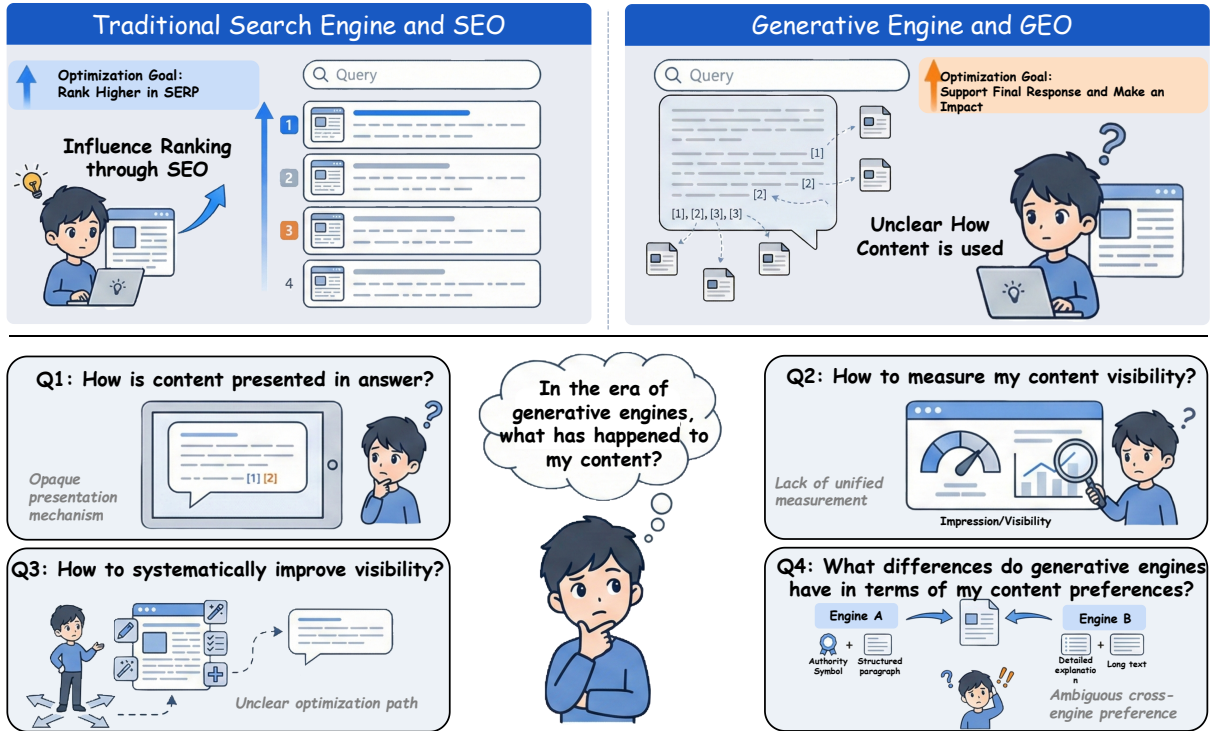 Traditional Search Engine and SEO
Optimization Goal:
Rank Higher in SERP
Influence Ranking
through SEO
Query
1
2
3
4
Generative Engine and GEO
Query
Optimization Goal:
Support Final Response and Make an
Impact
[1]
[2]
[2]
[1], [2], [3], [3]
?
Unclear How
Content is used
Q1: How is content presented in answer?
?
[1] [2]
Opaque
presentation
mechanism
In the era of
generative engines,
what has happened to
my content?
Q2: How to measure my content visibility?
?
Lack of unified
measurement
Impression/Visibility
Q3: How to systematically improve visibility?
Unclear optimization path
Q4: What differences do generative engines
have in terms of my content preferences?
Engine A
Engine B
+
+
Authority
Symbol
Structured
paragraph
Detailed
explanatio
n
Long text
? !!
Ambiguous cross-
engine preference